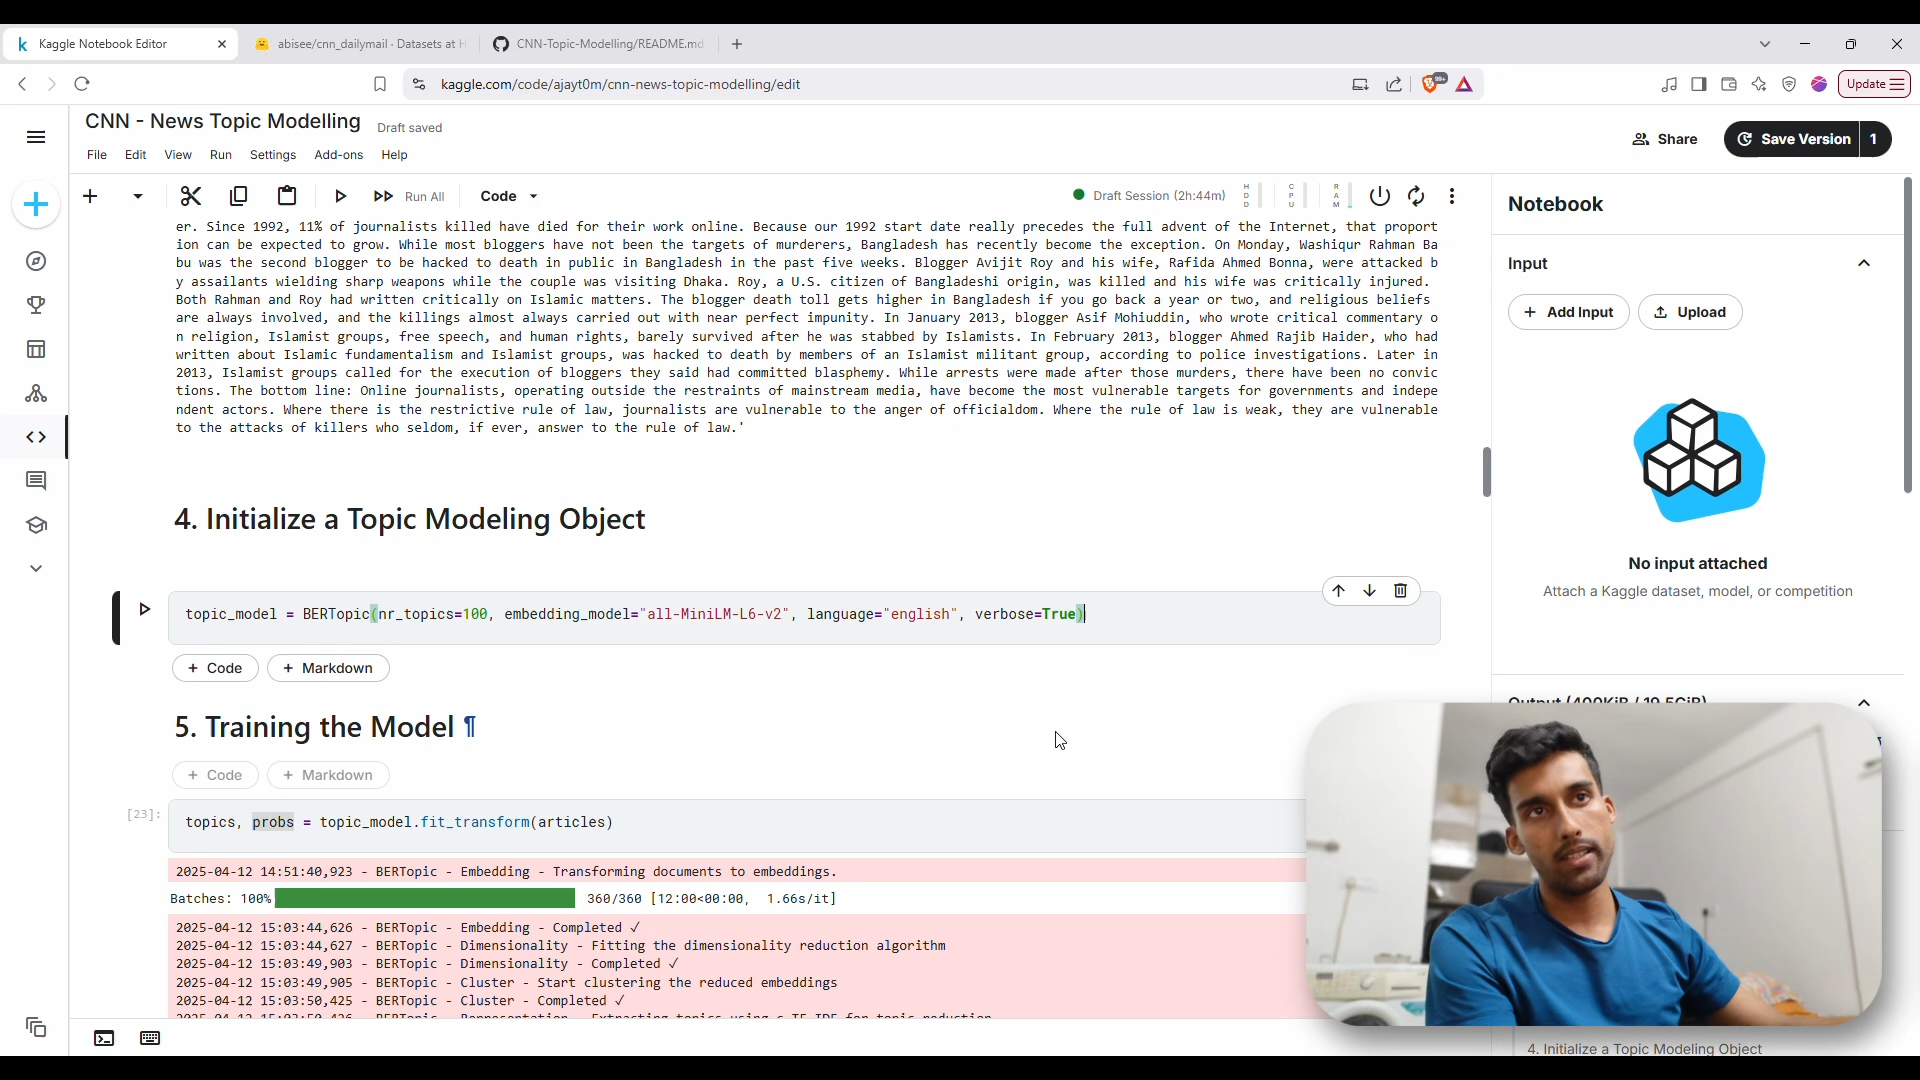 Kaggle Notebook Editor
abisee/cnn_dailymail · Datasets at H
CNN-Topic-Modelling/README.md
kaggle.com/code/ajayt0m/cnn-news-topic-modelling/edit
99+
Update
CNN - News Topic Modelling
Draft saved
File Edit View Run Settings Add-ons Help
Share
Save Version 1
Run All
Code
Draft Session (2h:44m)
HDD
CPU
RAM
Notebook
er. Since 1992, 11% of journalists killed have died for their work online. Because our 1992 start date really precedes the full advent of the Internet, that proport
ion can be expected to grow. While most bloggers have not been the targets of murderers, Bangladesh has recently become the exception. On Monday, Washiqur Rahman Ba
bu was the second blogger to be hacked to death in public in Bangladesh in the past five weeks. Blogger Avijit Roy and his wife, Rafida Ahmed Bonna, were attacked b
y assailants wielding sharp weapons while the couple was visiting Dhaka. Roy, a U.S. citizen of Bangladeshi origin, was killed and his wife was critically injured.
Both Rahman and Roy had written critically on Islamic matters. The blogger death toll gets higher in Bangladesh if you go back a year or two, and religious beliefs
are always involved, and the killings almost always carried out with near perfect impunity. In January 2013, blogger Asif Mohiuddin, who wrote critical commentary o
n religion, Islamist groups, free speech, and human rights, barely survived after he was stabbed by Islamists. In February 2013, blogger Ahmed Rajib Haider, who had
written about Islamic fundamentalism and Islamist groups, was hacked to death by members of an Islamist militant group, according to police investigations. Later in
2013, Islamist groups called for the execution of bloggers they said had committed blasphemy. While arrests were made after those murders, there have been no convic
tions. The bottom line: Online journalists, operating outside the restraints of mainstream media, have become the most vulnerable targets for governments and indepe
ndent actors. Where there is the restrictive rule of law, journalists are vulnerable to the anger of officialdom. Where the rule of law is weak, they are vulnerable
to the attacks of killers who seldom, if ever, answer to the rule of law.'
4. Initialize a Topic Modeling Object
topic_model = BERTopic(nr_topics=100, embedding_model="all-MiniLM-L6-v2", language="english", verbose=True)
+ Code + Markdown
5. Training the Model ¶
+ Code + Markdown
[23]:
topics, probs = topic_model.fit_transform(articles)
2025-04-12 14:51:40,923 - BERTopic - Embedding - Transforming documents to embeddings.
Batches: 100% 360/360 [12:00<00:00, 1.66s/it]
2025-04-12 15:03:44,626 - BERTopic - Embedding - Completed ✓
2025-04-12 15:03:44,627 - BERTopic - Dimensionality - Fitting the dimensionality reduction algorithm
2025-04-12 15:03:49,903 - BERTopic - Dimensionality - Completed ✓
2025-04-12 15:03:49,905 - BERTopic - Cluster - Start clustering the reduced embeddings
2025-04-12 15:03:50,425 - BERTopic - Cluster - Completed ✓
2025-04-12 15:03:50,426 - BERTopic - Representation - Extracting topics using c-TF-IDF for topic reduction
Input
+ Add Input
Upload
No input attached
Attach a Kaggle dataset, model, or competition
Output (400KiB / 19.5GiB)
4. Initialize a Topic Modeling Object